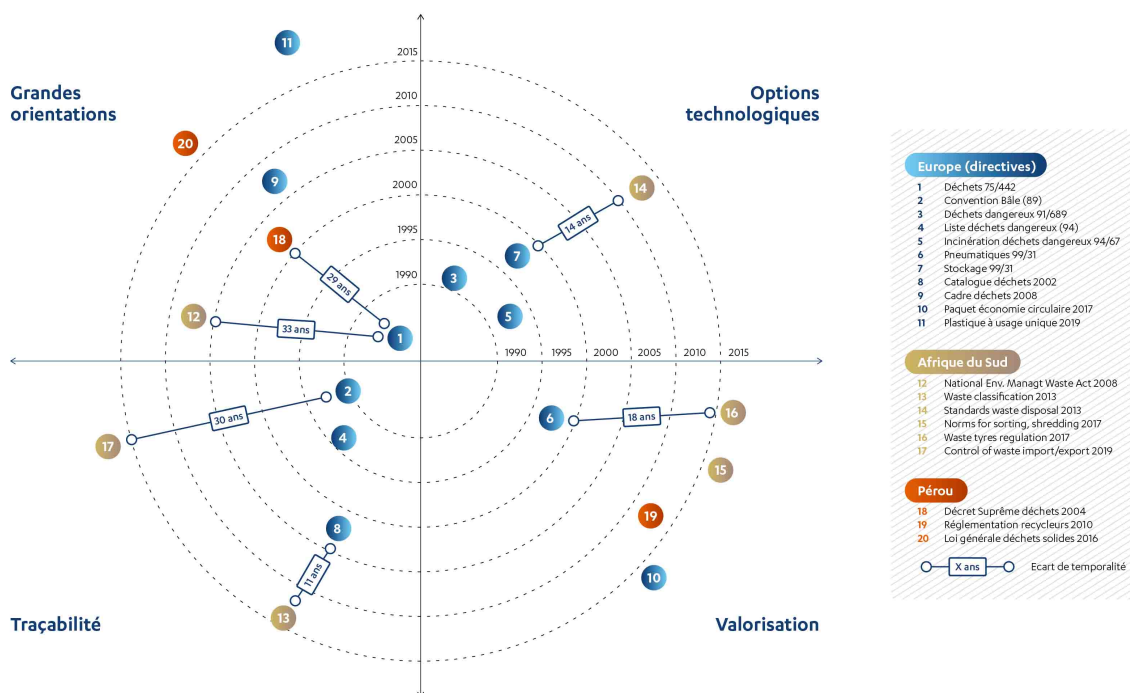 Grandes
orientations
Options
technologiques
Traçabilité
Valorisation
2015
2010
2005
2000
1995
1990
1990
1995
2000
2005
2010
2015
11
20
9
18
29 ans
12
33 ans
1
14
14 ans
7
3
5
2
30 ans
17
4
8
11 ans
13
6
18 ans
16
15
19
10
Europe (directives)
1 Déchets 75/442
2 Convention Bâle (89)
3 Déchets dangereux 91/689
4 Liste déchets dangereux (94)
5 Incinération déchets dangereux 94/67
6 Pneumatiques 99/31
7 Stockage 99/31
8 Catalogue déchets 2002
9 Cadre déchets 2008
10 Paquet économie circulaire 2017
11 Plastique à usage unique 2019
Afrique du Sud
12 National Env. Managt Waste Act 2008
13 Waste classification 2013
14 Standards waste disposal 2013
15 Norms for sorting, shredding 2017
16 Waste tyres regulation 2017
17 Control of waste import/export 2019
Pérou
18 Décret Suprême déchets 2004
19 Réglementation recycleurs 2010
20 Loi générale déchets solides 2016
X ans Ecart de temporalité